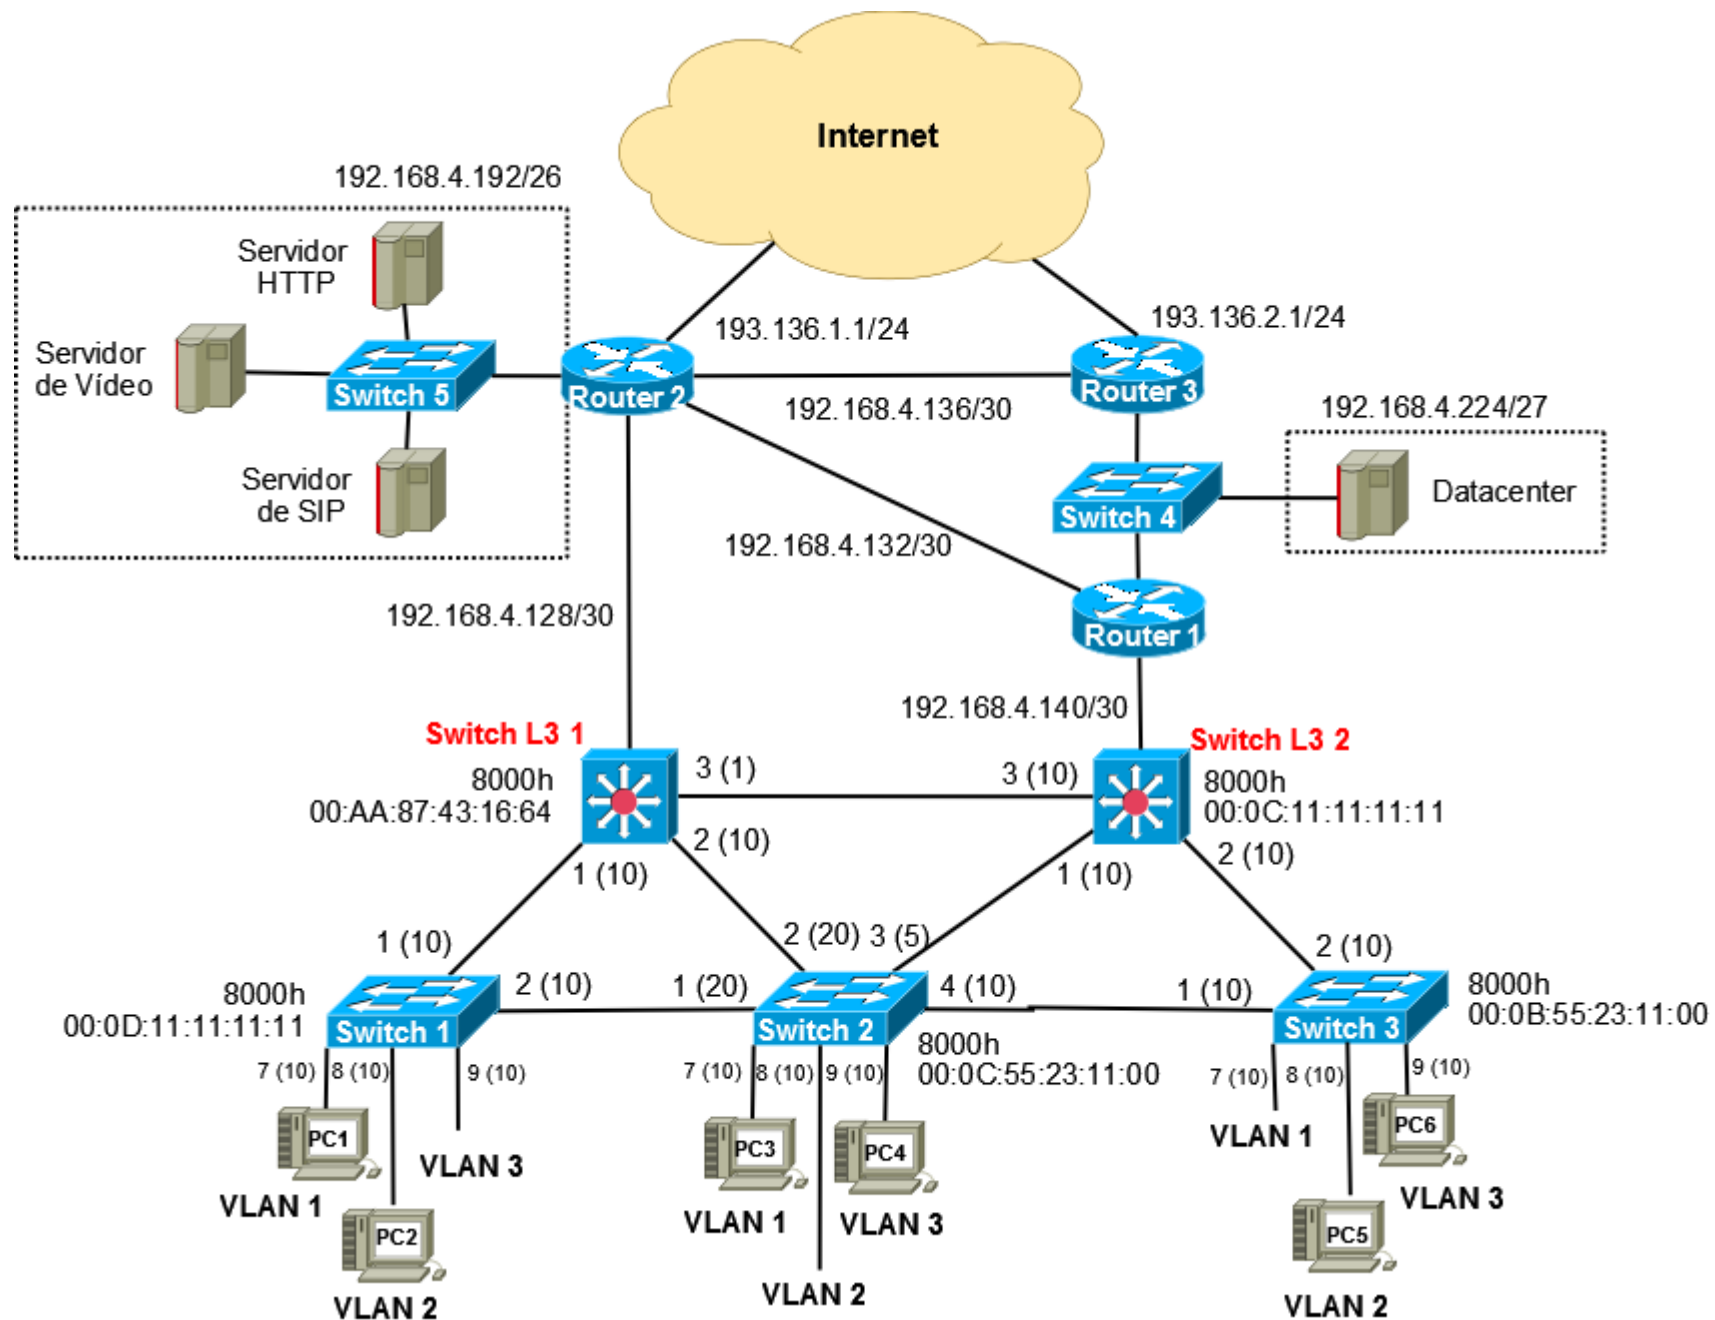 Internet
192.168.4.192/26
Servidor
HTTP
193.136.1.1/24
193.136.2.1/24
Servidor
de Vídeo
Switch 5
Router 2
Router 3
192.168.4.136/30
192.168.4.224/27
Servidor
de SIP
Switch 4
Datacenter
192.168.4.132/30
192.168.4.128/30
Router 1
192.168.4.140/30
Switch L3 1
Switch L3 2
8000h
00:AA:87:43:16:64
3 (1)
3 (10)
8000h
00:0C:11:11:11:11
2 (10)
1 (10)
1 (10)
2 (10)
1 (10)
2 (20)
3 (5)
2 (10)
8000h
00:0D:11:11:11:11
Switch 1
2 (10)
1 (20)
Switch 2
4 (10)
1 (10)
Switch 3
8000h
00:0B:55:23:11:00
8000h
00:0C:55:23:11:00
7 (10)
8 (10)
9 (10)
7 (10)
8 (10)
9 (10)
7 (10)
8 (10)
9 (10)
PC1
VLAN 1
PC2
VLAN 2
VLAN 3
PC3
VLAN 1
PC4
VLAN 3
VLAN 2
VLAN 1
PC6
VLAN 3
PC5
VLAN 2